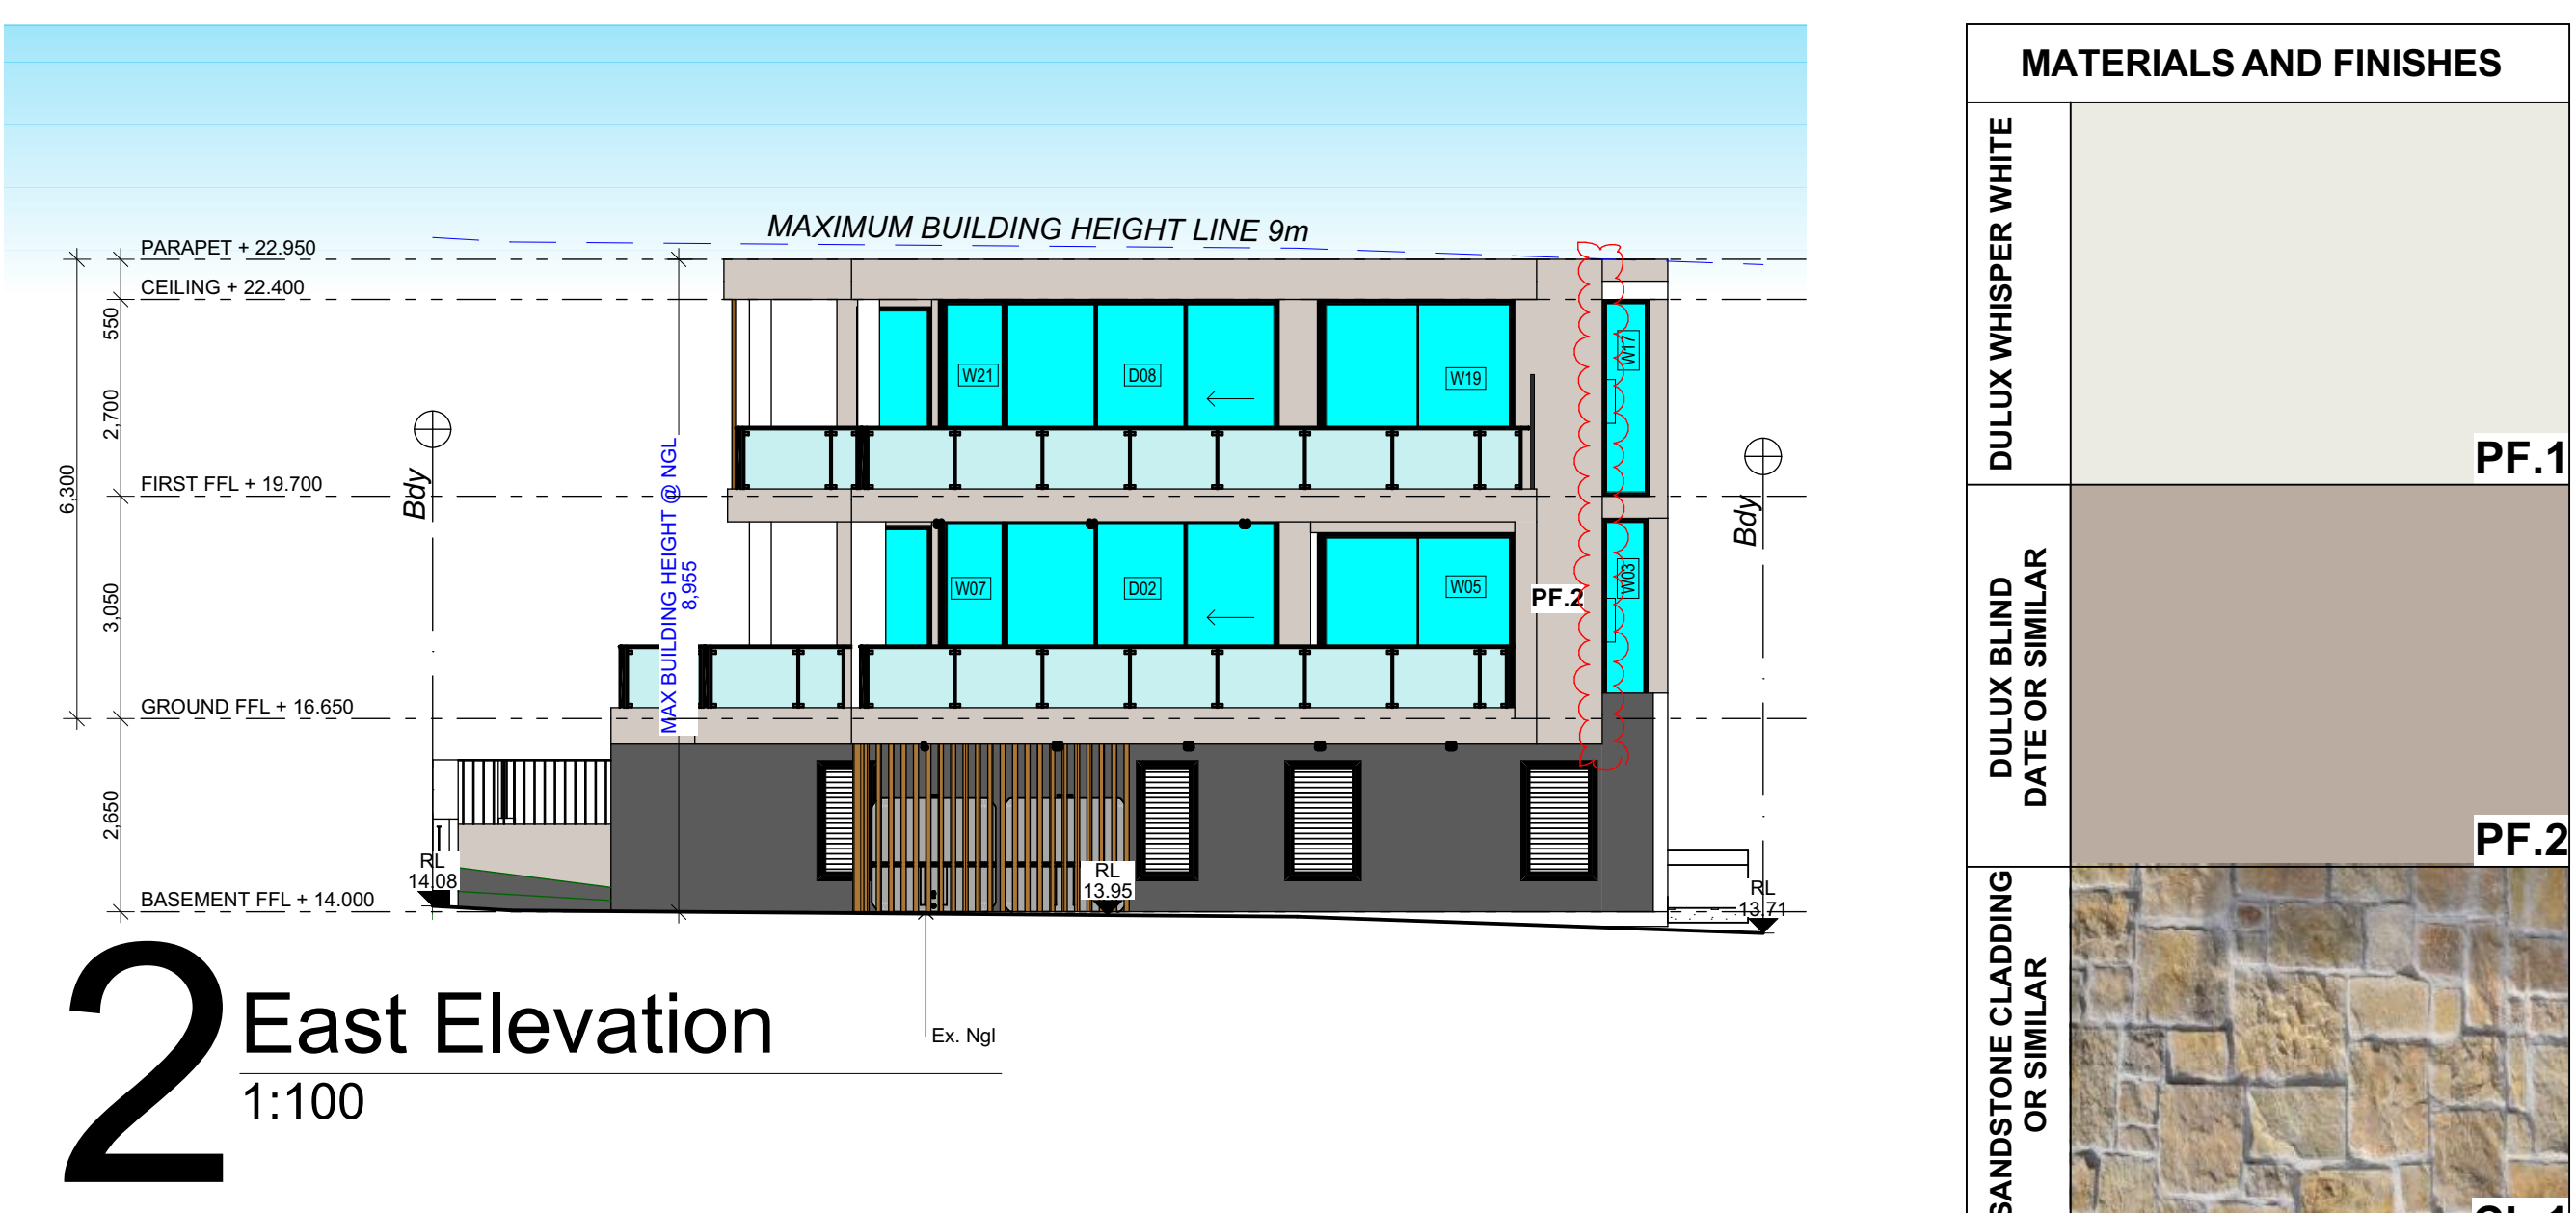 MAXIMUM BUILDING HEIGHT LINE 9m
PARAPET + 22.950
CEILING + 22.400
550
2,700
6,300
FIRST FFL + 19.700
3,050
GROUND FFL + 16.650
2,650
BASEMENT FFL + 14.000
Bdy
RL
14.08
MAX BUILDING HEIGHT @ NGL
8,955
W21
D08
W19
W17
W07
D02
W05
PF.2
W03
Bdy
RL
13.95
RL
13.71
Ex. Ngl
2
East Elevation
1:100
MATERIALS AND FINISHES
DULUX WHISPER WHITE
PF.1
DULUX BLIND
DATE OR SIMILAR
PF.2
SANDSTONE CLADDING
OR SIMILAR